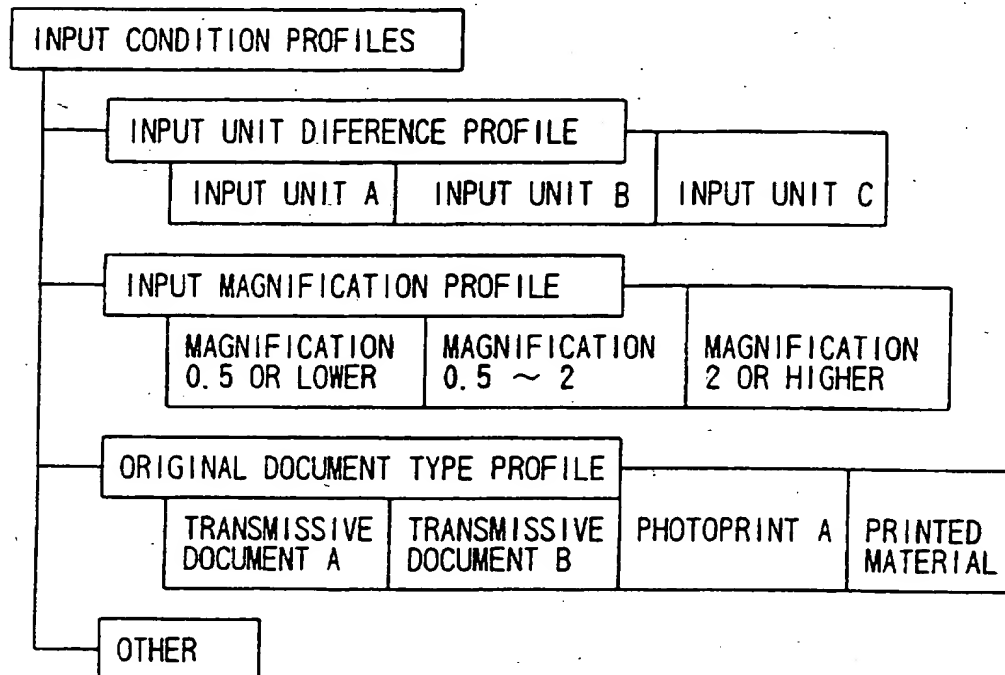 INPUT CONDITION PROFILES
INPUT UNIT DIFERENCE PROFILE
INPUT UNIT A
INPUT UNIT B
INPUT UNIT C
INPUT MAGNIFICATION PROFILE
MAGNIFICATION
0.5 OR LOWER
MAGNIFICATION
0.5 ~ 2
MAGNIFICATION
2 OR HIGHER
ORIGINAL DOCUMENT TYPE PROFILE
TRANSMISSIVE
DOCUMENT A
TRANSMISSIVE
DOCUMENT B
PHOTOPRINT A
PRINTED
MATERIAL
OTHER